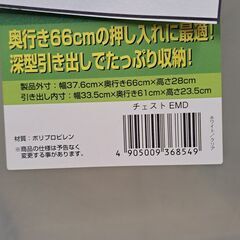 奥行き66cmの押し入れに最適!
深型引き出しでたっぷり収納!
製品外寸：幅37.6cm×奥行き66cm×高さ28cm
引き出し内寸：幅33.5cm×奥行き61cm×高さ23.5cm
チェスト EMD
材質：ポリプロピレン
商品の仕様は予告なく
変更になる場合があります。
4 905009 368549
ホワイト／クリア